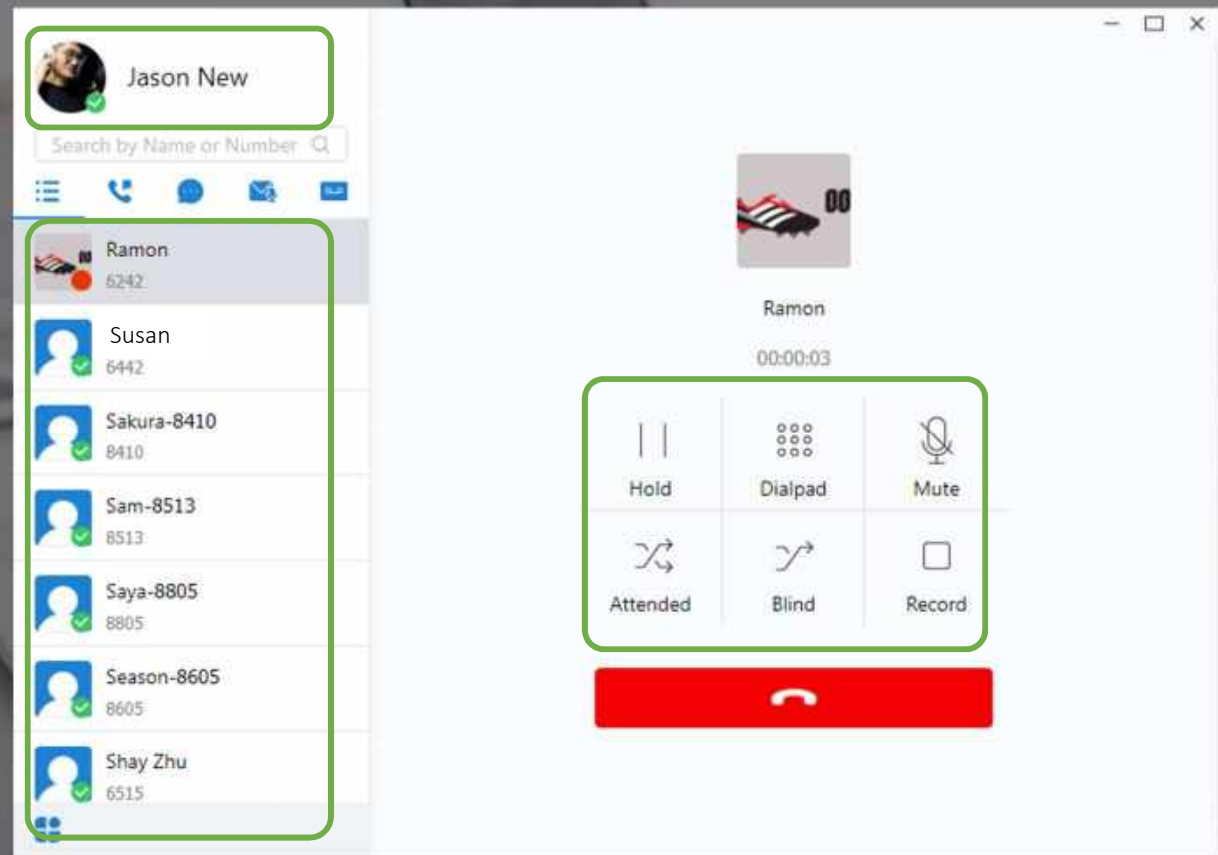 Jason New
Search by Name or Number
Ramon
6242
Susan
6442
Sakura-8410
8410
Sam-8513
8513
Saya-8805
8805
Season-8605
8605
Shay Zhu
6515
00
Ramon
00:00:03
Hold Dialpad Mute
Attended Blind Record